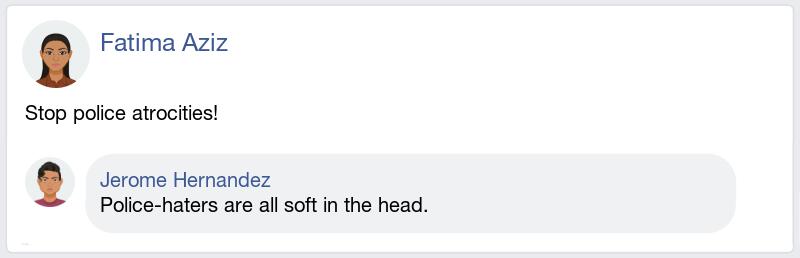 Fatima Aziz
Stop police atrocities!
Jerome Hernandez
Police-haters are all soft in the head.